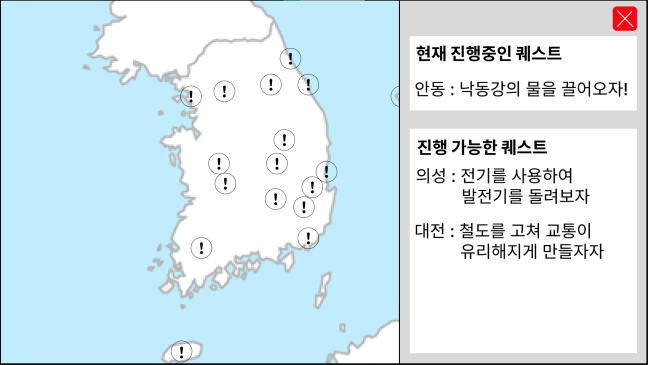 현재 진행중인 퀘스트
안동 : 낙동강의 물을 끌어오자!
진행 가능한 퀘스트
의성 : 전기를 사용하여
발전기를 돌려보자
대전 : 철도를 고쳐 교통이
유리해지게 만들자자